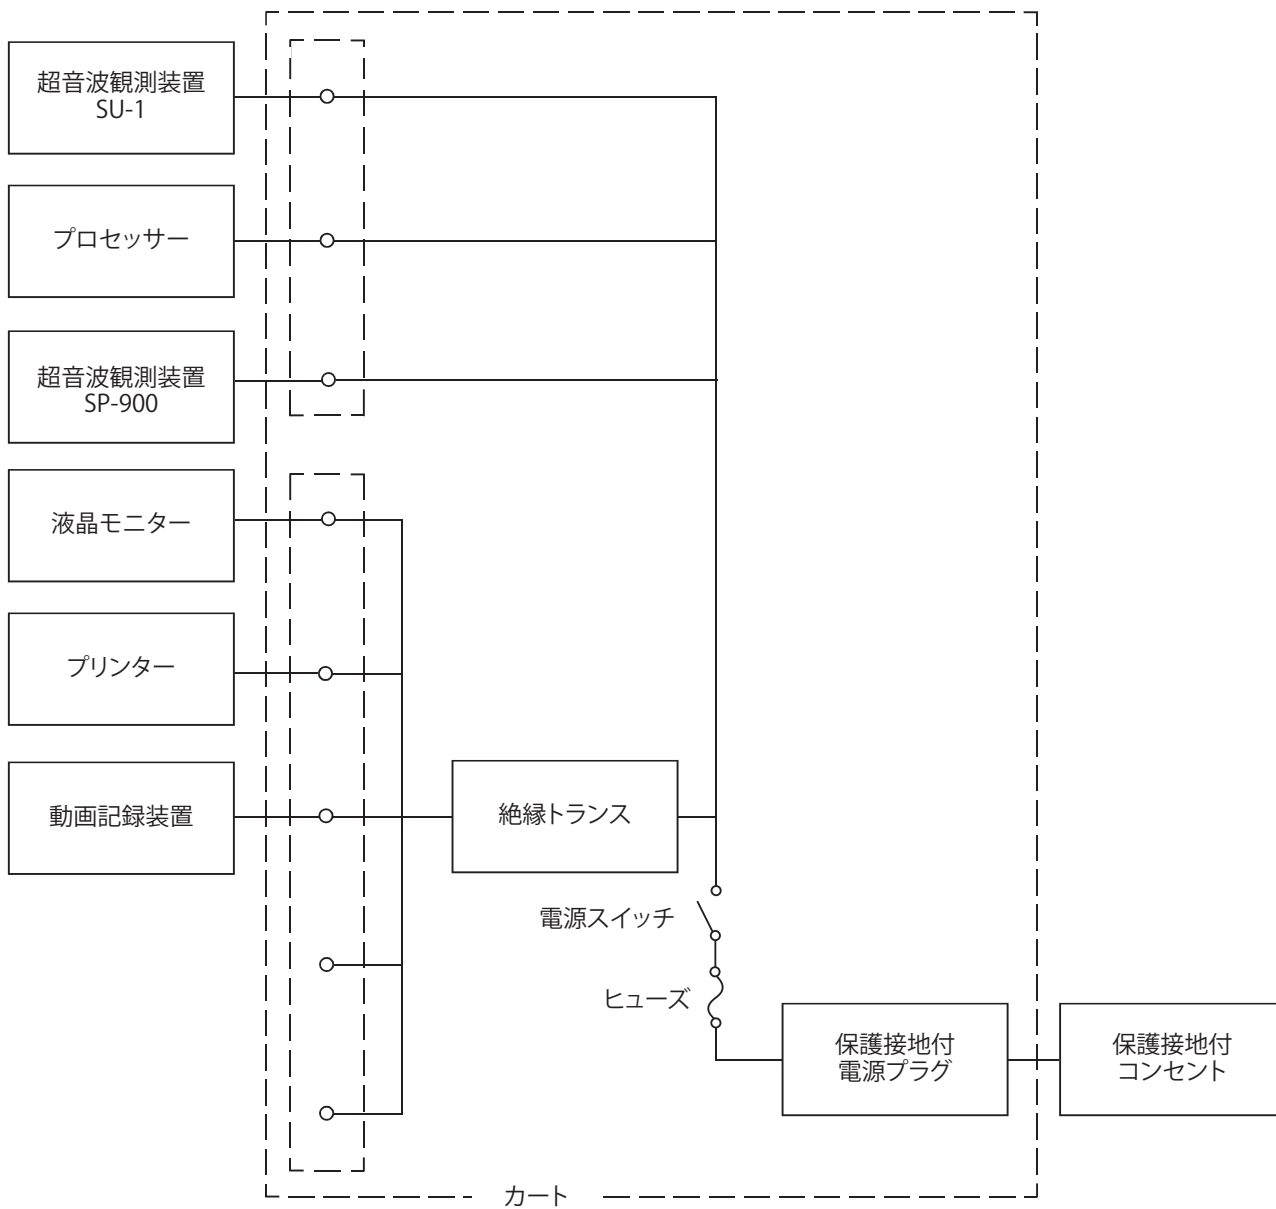 超音波観測装置
SU-1
プロセッサー
超音波観測装置
SP-900
液晶モニター
プリンター
動画記録装置
絶縁トランス
電源スイッチ
ヒューズ
保護接地付
電源プラグ
保護接地付
コンセント
カート